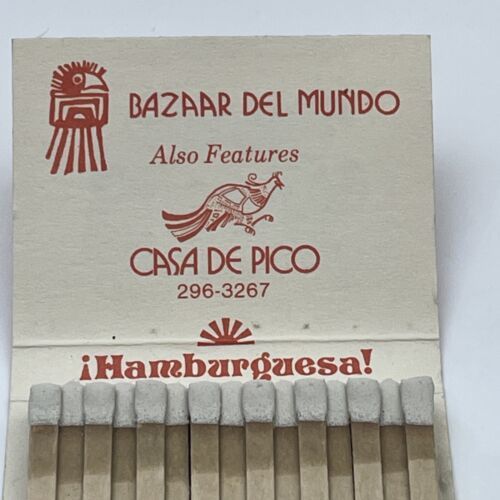 BAZAAR DEL MUNDO
Also Features
CASA DE PICO
296-3267
¡Hamburguesa!